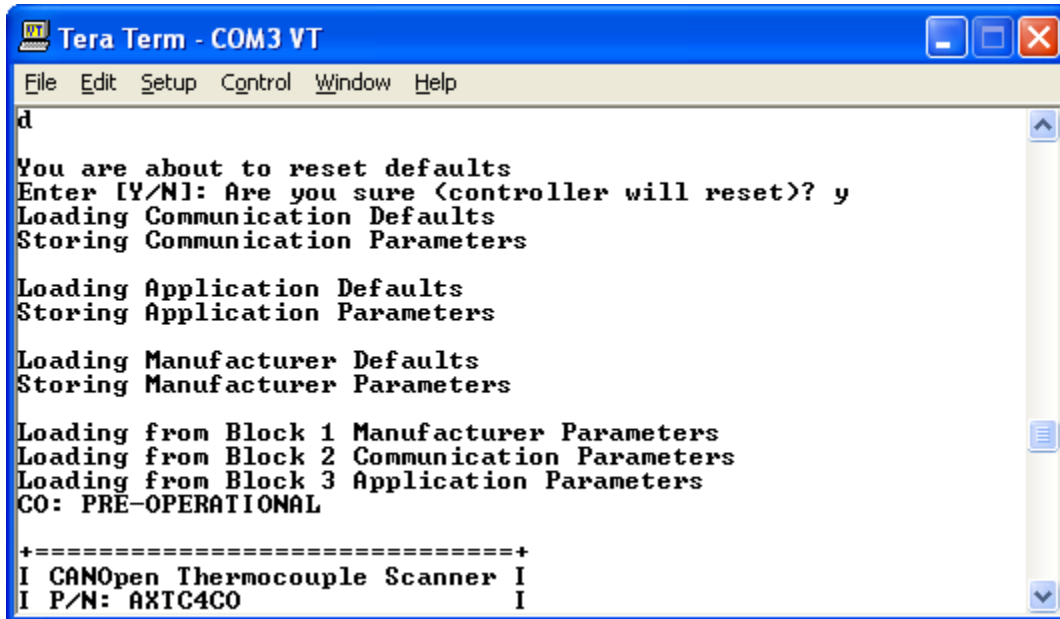 Tera Term - COM3 VT
File Edit Setup Control Window Help
d
You are about to reset defaults
Enter [Y/N]: Are you sure (controller will reset)? y
Loading Communication Defaults
Storing Communication Parameters
Loading Application Defaults
Storing Application Parameters
Loading Manufacturer Defaults
Storing Manufacturer Parameters
Loading from Block 1 Manufacturer Parameters
Loading from Block 2 Communication Parameters
Loading from Block 3 Application Parameters
CO: PRE-OPERATIONAL
+==============================+
I CANOpen Thermocouple Scanner I
I P/N: AXTC4CO I